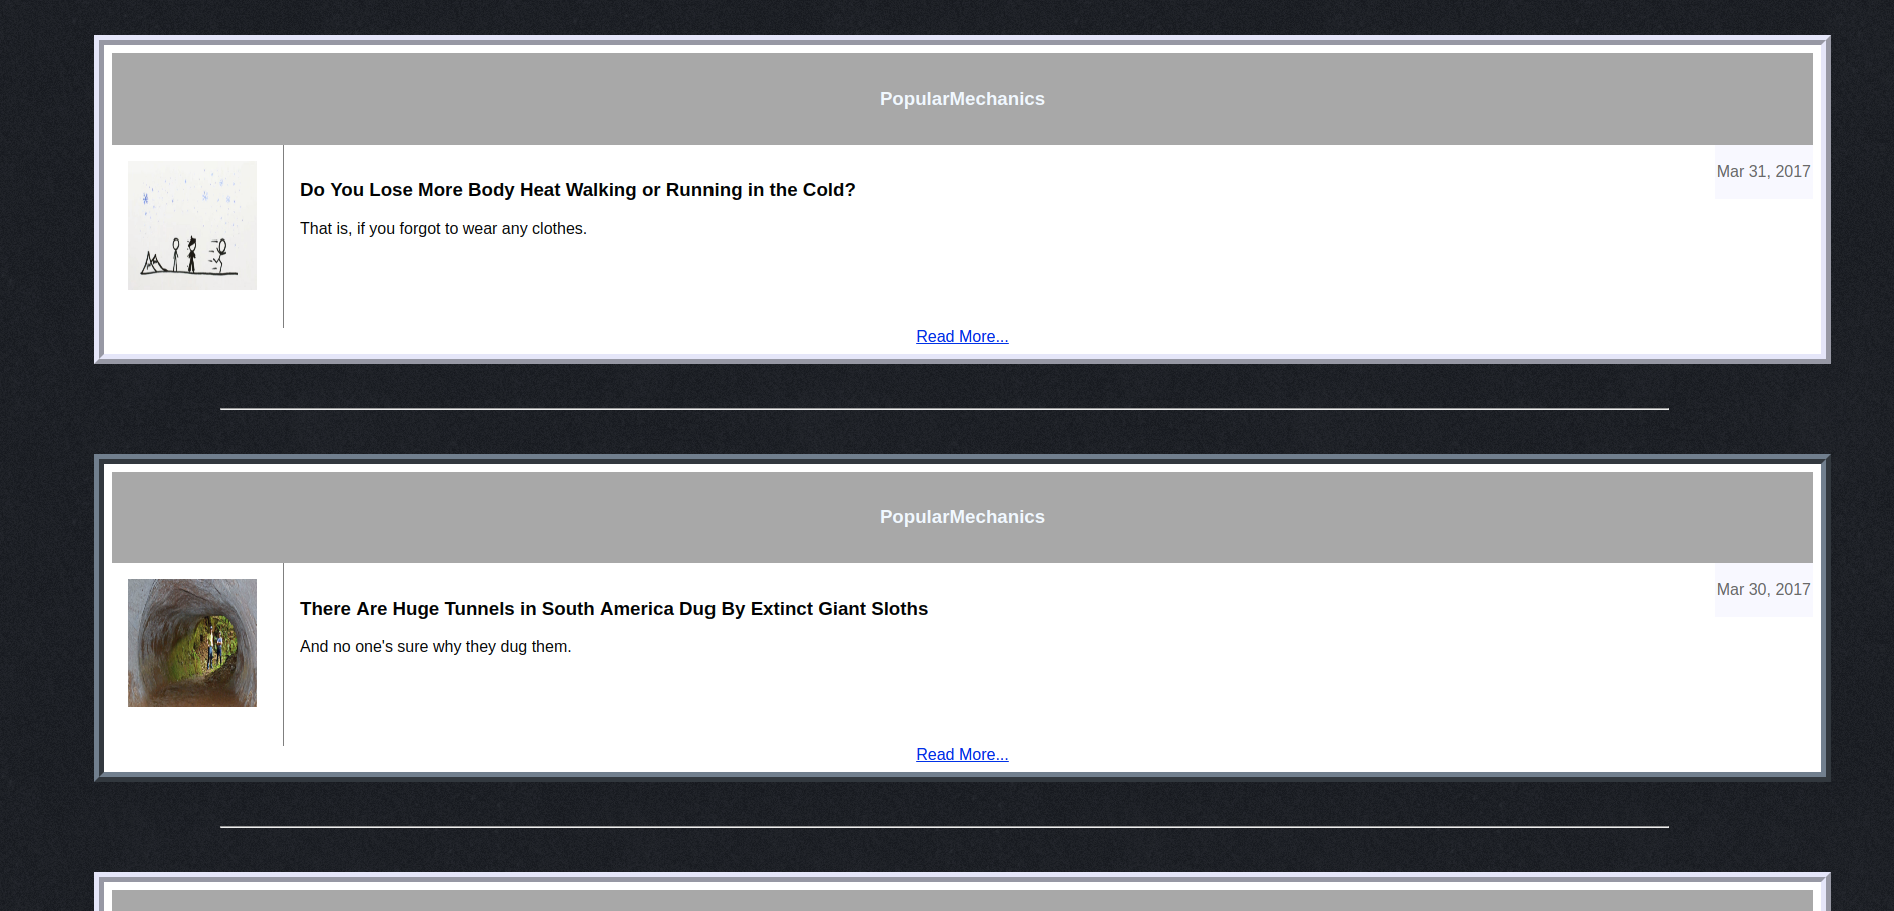 PopularMechanics
Do You Lose More Body Heat Walking or Running in the Cold?
Mar 31, 2017
That is, if you forgot to wear any clothes.
Read More...
PopularMechanics
There Are Huge Tunnels in South America Dug By Extinct Giant Sloths
Mar 30, 2017
And no one's sure why they dug them.
Read More...